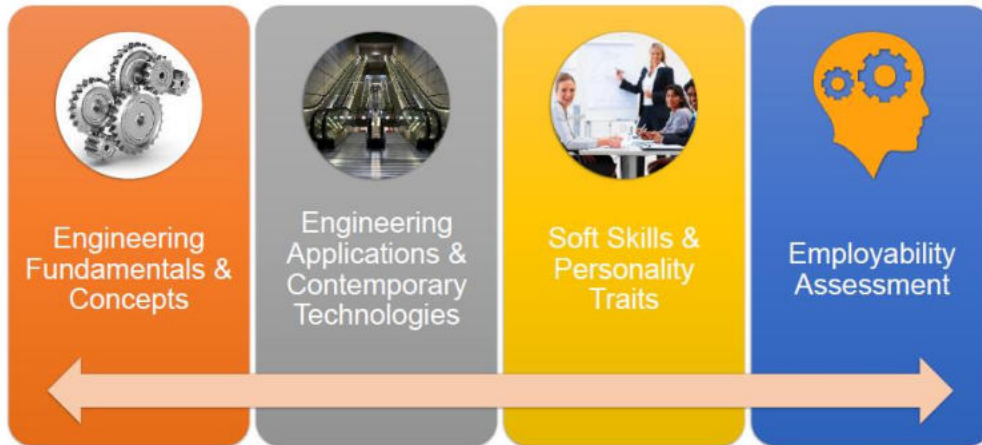 Engineering
Fundamentals &
Concepts
Engineering
Applications &
Contemporary
Technologies
Soft Skills &
Personality
Traits
Employability
Assessment